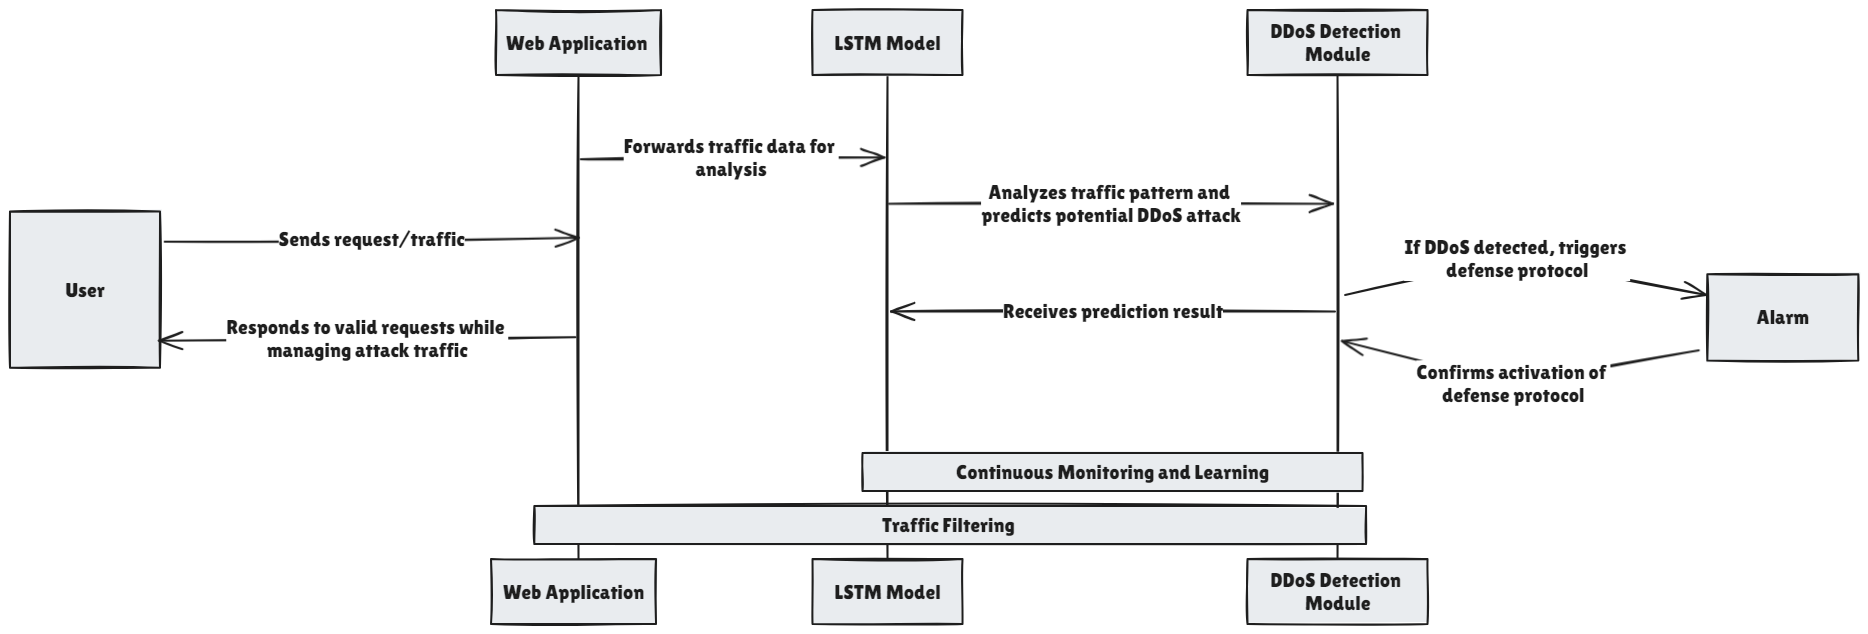 Web Application
LSTM Model
DDoS Detection
Module
Forwards traffic data for
analysis
Analyzes traffic pattern and
predicts potential DDoS attack
Sends request/traffic
If DDoS detected, triggers
defense protocol
User
Receives prediction result
Alarm
Responds to valid requests while
managing attack traffic
Confirms activation of
defense protocol
Continuous Monitoring and Learning
Traffic Filtering
Web Application
LSTM Model
DDoS Detection
Module